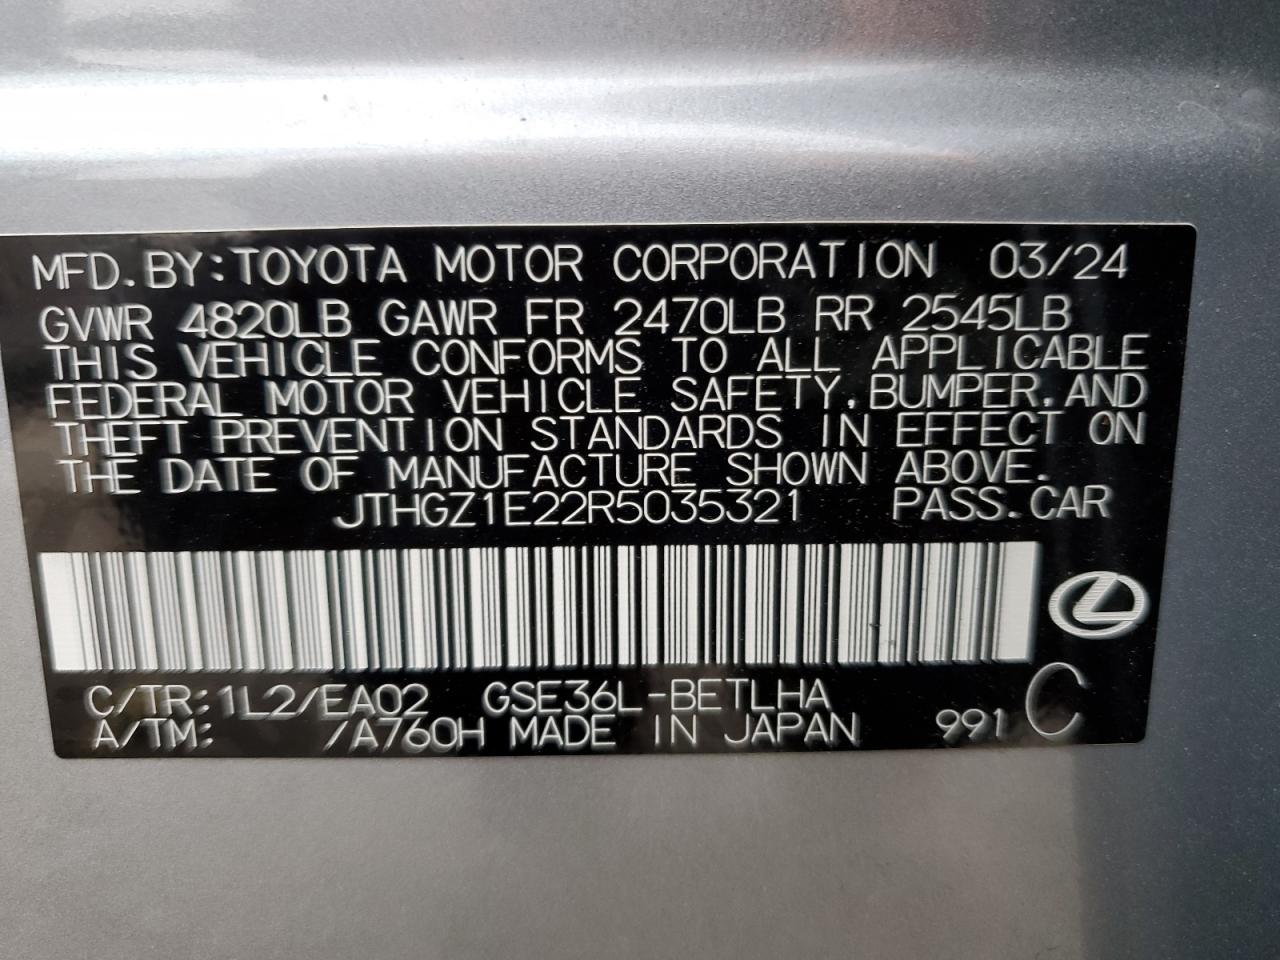 MFD. BY: TOYOTA MOTOR CORPORATION 03/24
GVWR 4820LB GAWR FR 2470LB RR 2545LB
THIS VEHICLE CONFORMS TO ALL APPLICABLE
FEDERAL MOTOR VEHICLE SAFETY, BUMPER, AND
THEFT PREVENTION STANDARDS IN EFFECT ON
THE DATE OF MANUFACTURE SHOWN ABOVE.
JTHGZ1E22R5035321 PASS. CAR
C/TR: 1L2/EA02 GSE36L-BETLHA
A/TM: /A760H MADE IN JAPAN 991 C